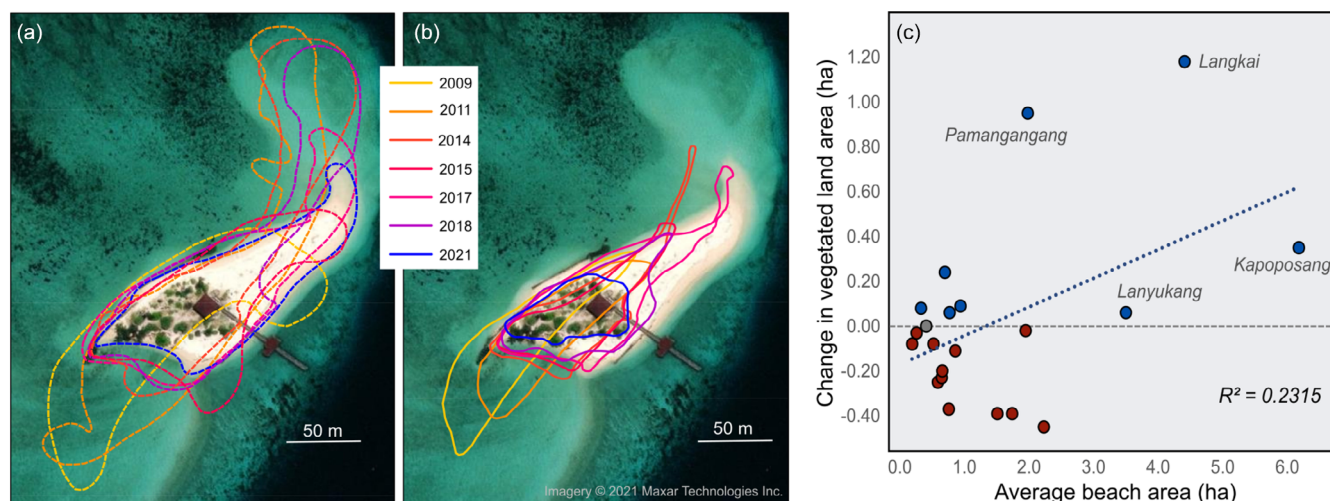 (a)
(b)
2009
2011
2014
2015
2017
2018
2021
50 m
50 m
Imagery © 2021 Maxar Technologies Inc.
(c)
Change in vegetated land area (ha)
1.20
1.00
0.80
0.60
0.40
0.20
0.00
-0.20
-0.40
Langkai
Pamangangang
Kapoposang
Lanyukang
R² = 0.2315
0.0 1.0 2.0 3.0 4.0 5.0 6.0
Average beach area (ha)